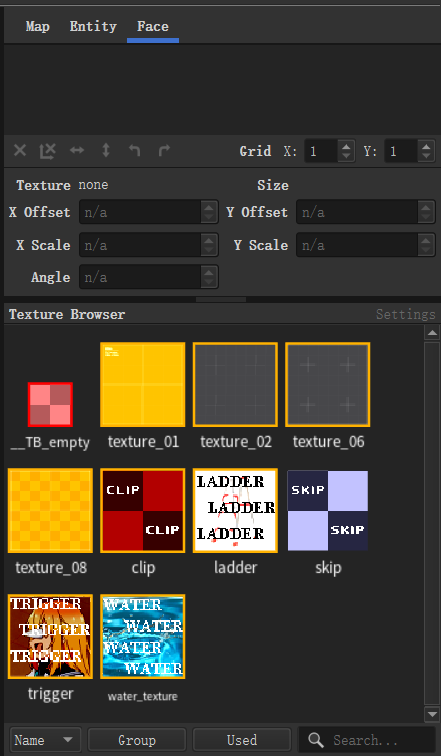 Map Entity Face
Grid X: 1 Y: 1
Texture none Size
X Offset n/a Y Offset n/a
X Scale n/a Y Scale n/a
Angle n/a
Texture Browser Settings
__TB_empty texture_01 texture_02 texture_06
CLIP LADDER SKIP
CLIP LADDER SKIP
LADDER
texture_08 clip ladder skip
TRIGGER WATER
TRIGGER WATER
TRIGGER WATER
WATER
trigger water_texture
Name Group Used Search...